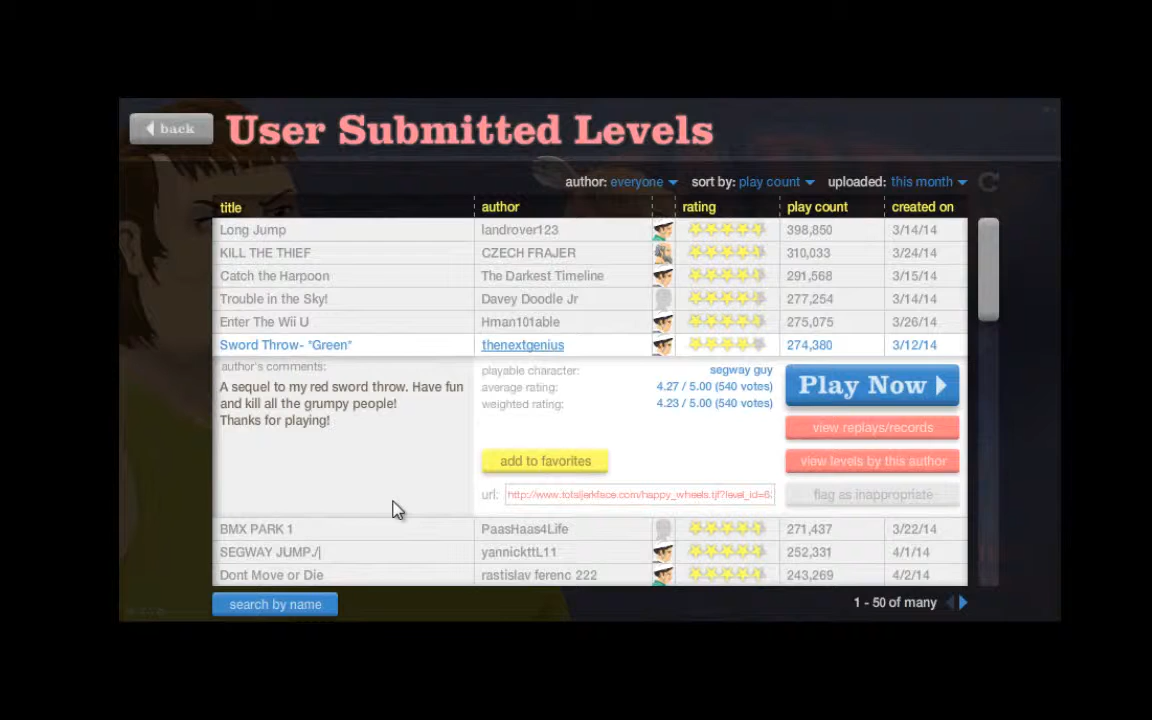 back
User Submitted Levels
author: everyone sort by: play count uploaded: this month
title author rating play count created on
Long Jump landrover123 398,850 3/14/14
KILL THE THIEF CZECH FRAJER 310,033 3/24/14
Catch the Harpoon The Darkest Timeline 291,568 3/15/14
Trouble in the Sky! Davey Doodle Jr 277,254 3/14/14
Enter The Wii U Hman101able 275,075 3/26/14
Sword Throw- "Green" thenextgenius 274,380 3/12/14
author's comments:
A sequel to my red sword throw. Have fun
and kill all the grumpy people!
Thanks for playing!
playable character: segway guy
average rating: 4.27 / 5.00 (540 votes)
weighted rating: 4.23 / 5.00 (540 votes)
add to favorites
url: http://www.totaljerkface.com/happy_wheels.tjf?level_id=6
Play Now
view replays/records
view levels by this author
flag as inappropriate
BMX PARK 1 PaasHaas4Life 271,437 3/22/14
SEGWAY JUMP./| yannickttL11 252,331 4/1/14
Dont Move or Die rastislav ferenc 222 243,269 4/2/14
search by name
1 - 50 of many